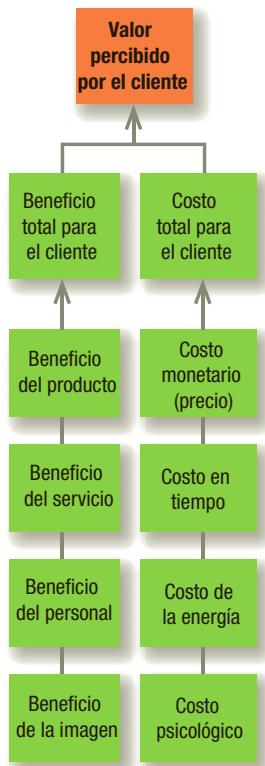 Valor
percibido
por el cliente
Beneficio
total para
el cliente
Costo
total para
el cliente
Beneficio
del producto
Costo
monetario
(precio)
Beneficio
del servicio
Costo en
tiempo
Beneficio
del personal
Costo de
la energía
Beneficio
de la imagen
Costo
psicológico